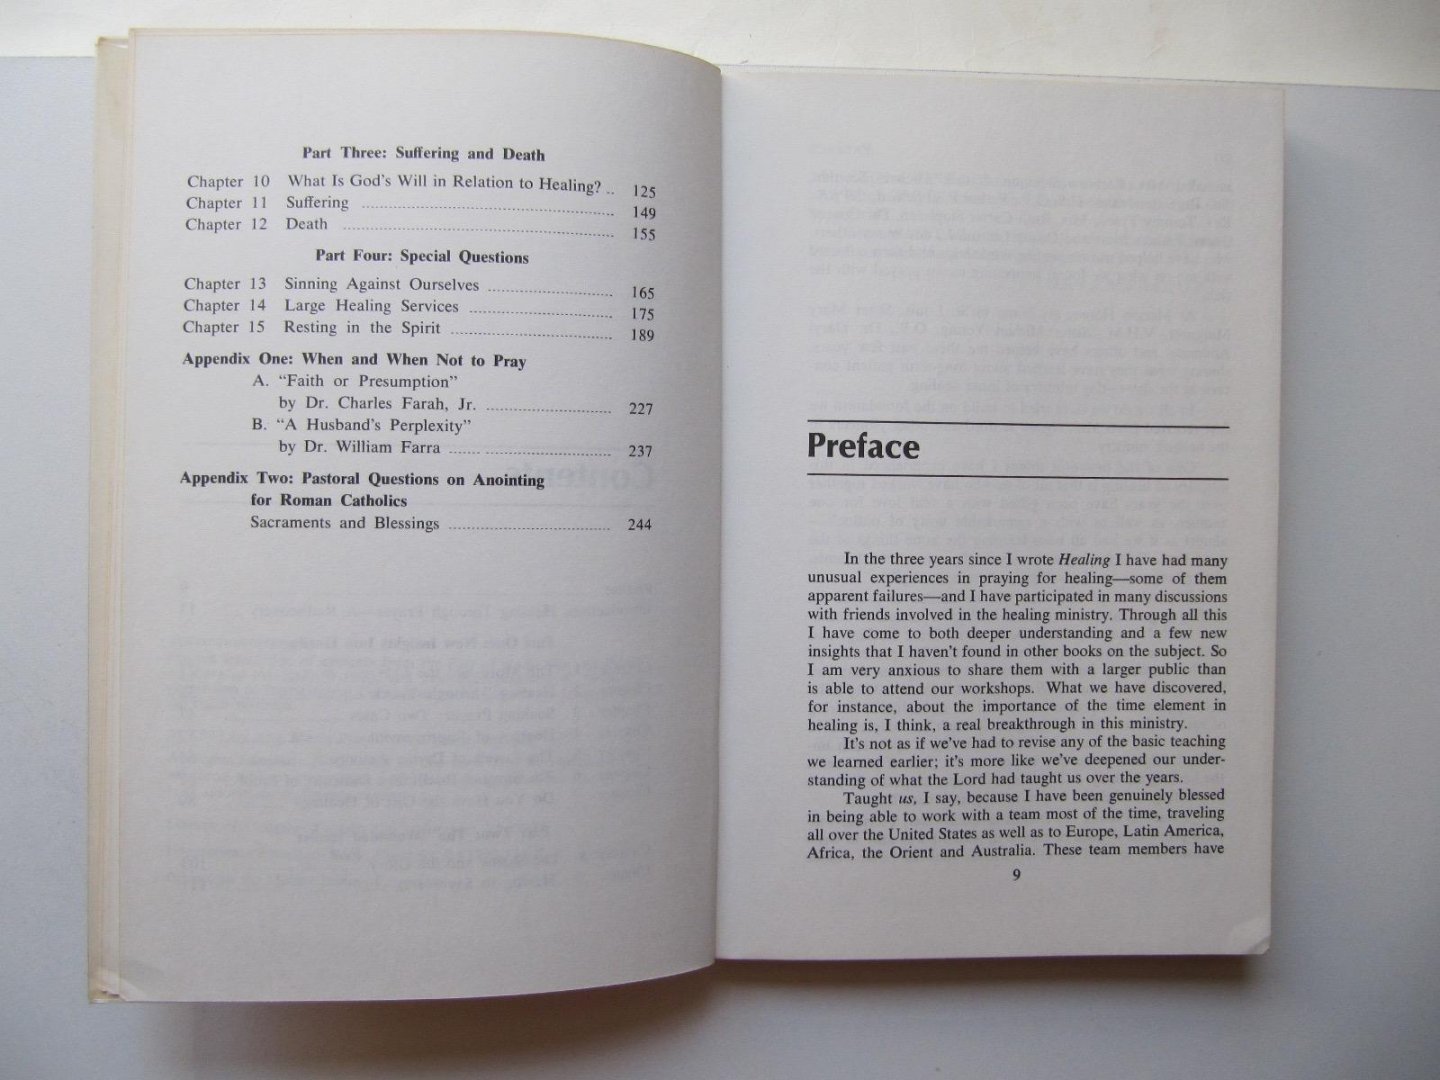 Part Three: Suffering and Death
Chapter 10 What Is God's Will in Relation to Healing? .. 125
Chapter 11 Suffering ........................ 149
Chapter 12 Death ........................ 155
Part Four: Special Questions
Chapter 13 Sinning Against Ourselves ............ 165
Chapter 14 Large Healing Services ............ 175
Chapter 15 Resting in the Spirit ............ 189
Appendix One: When and When Not to Pray
A. “Faith or Presumption”
by Dr. Charles Farah, Jr. ............ 227
B. “A Husband's Perplexity”
by Dr. William Farra ............ 237
Appendix Two: Pastoral Questions on Anointing
for Roman Catholics
Sacraments and Blessings ............ 244
Preface
In the three years since I wrote Healing I have had many
unusual experiences in praying for healing—some of them
apparent failures—and I have participated in many discussions
with friends involved in the healing ministry. Through all this
I have come to both deeper understanding and a few new
insights that I haven't found in other books on the subject. So
I am very anxious to share them with a larger public than
is able to attend our workshops. What we have discovered,
for instance, about the importance of the time element in
healing is, I think, a real breakthrough in this ministry.
It's not as if we've had to revise any of the basic teaching
we learned earlier; it's more like we've deepened our under-
standing of what the Lord had taught us over the years.
Taught us, I say, because I have been genuinely blessed
in being able to work with a team most of the time, traveling
all over the United States as well as to Europe, Latin America,
Africa, the Orient and Australia. These team members have
9